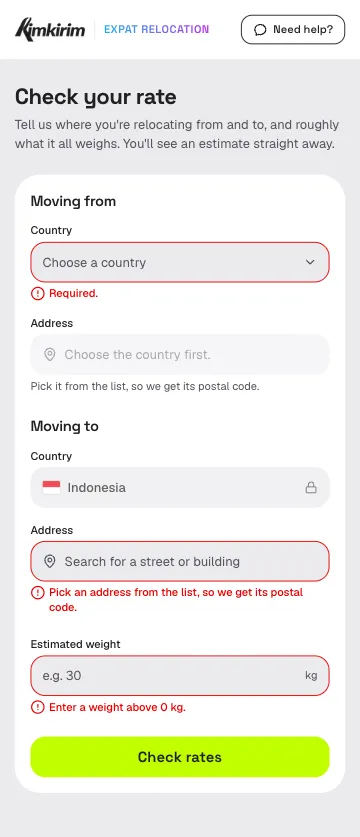 Kimkirim
EXPAT RELOCATION
Need help?
Check your rate
Tell us where you're relocating from and to, and roughly
what it all weighs. You'll see an estimate straight away.
Moving from
Country
Choose a country
Required.
Address
Choose the country first.
Pick it from the list, so we get its postal code.
Moving to
Country
Indonesia
Address
Search for a street or building
Pick an address from the list, so we get its postal
code.
Estimated weight
e.g. 30
kg
Enter a weight above 0 kg.
Check rates